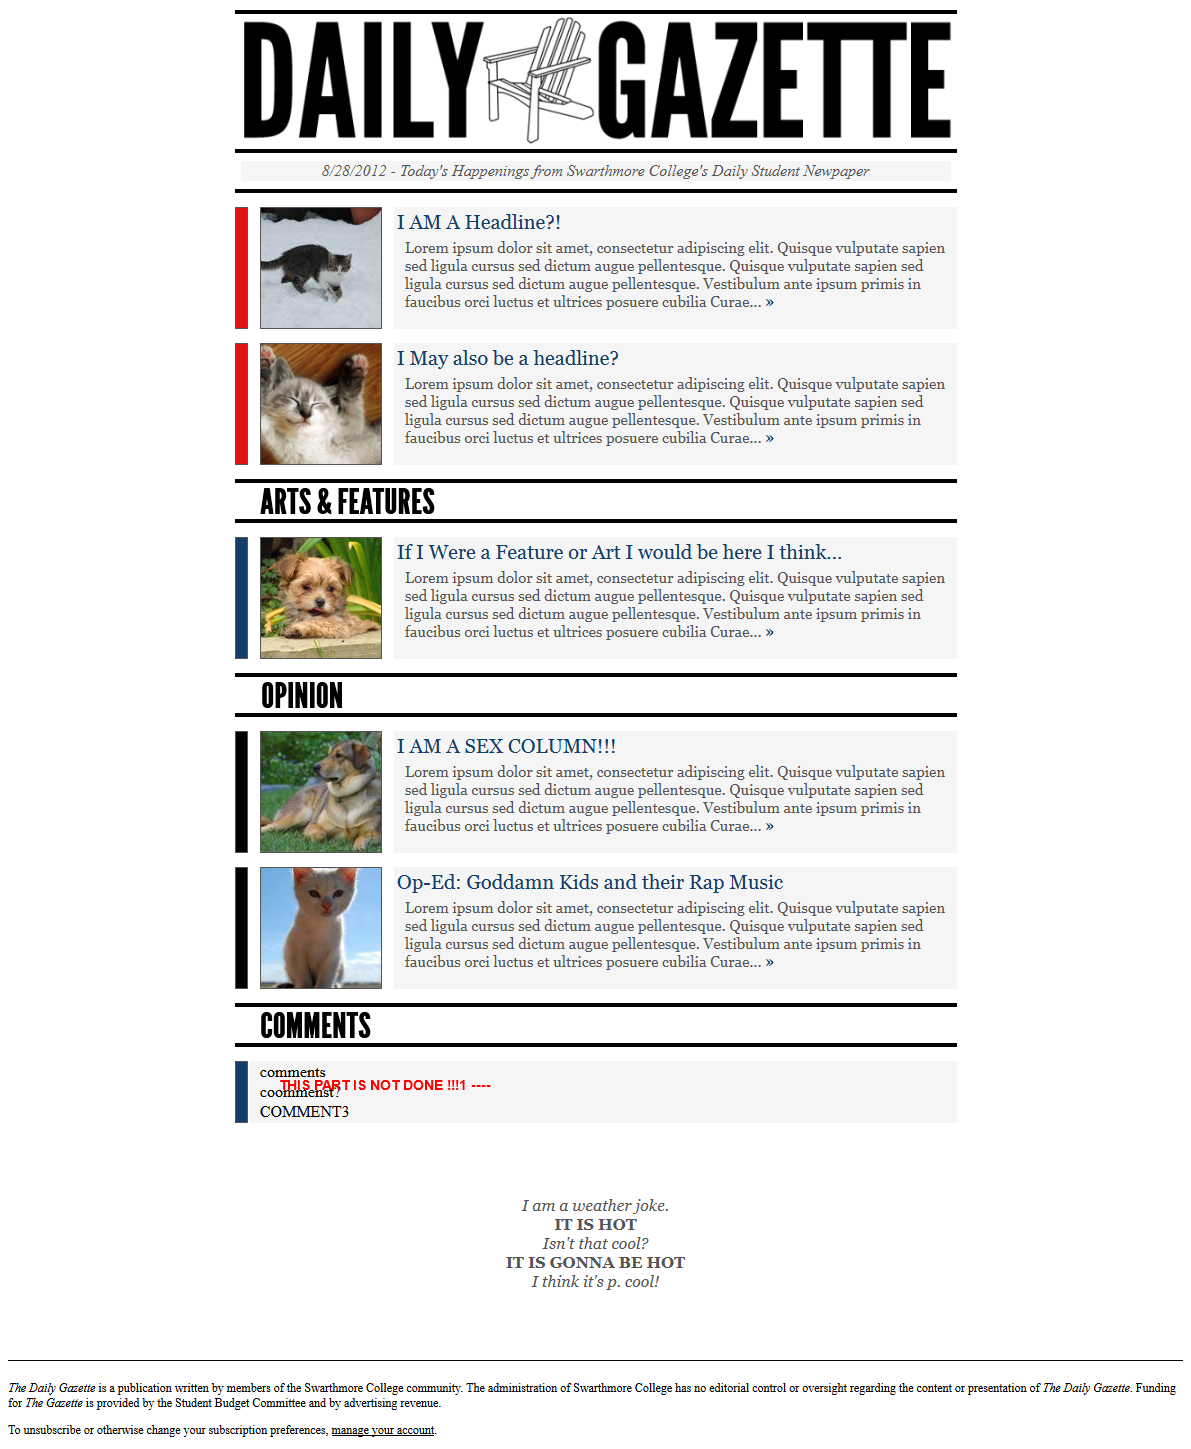 DAILY GAZETTE
8/28/2012 - Today's Happenings from Swarthmore College's Daily Student Newpaper
I AM A Headline?!
Lorem ipsum dolor sit amet, consectetur adipiscing elit. Quisque vulputate sapien
sed ligula cursus sed dictum augue pellentesque. Quisque vulputate sapien sed
ligula cursus sed dictum augue pellentesque. Vestibulum ante ipsum primis in
faucibus orci luctus et ultrices posuere cubilia Curae... »
I May also be a headline?
Lorem ipsum dolor sit amet, consectetur adipiscing elit. Quisque vulputate sapien
sed ligula cursus sed dictum augue pellentesque. Quisque vulputate sapien sed
ligula cursus sed dictum augue pellentesque. Vestibulum ante ipsum primis in
faucibus orci luctus et ultrices posuere cubilia Curae... »
ARTS & FEATURES
If I Were a Feature or Art I would be here I think...
Lorem ipsum dolor sit amet, consectetur adipiscing elit. Quisque vulputate sapien
sed ligula cursus sed dictum augue pellentesque. Quisque vulputate sapien sed
ligula cursus sed dictum augue pellentesque. Vestibulum ante ipsum primis in
faucibus orci luctus et ultrices posuere cubilia Curae... »
OPINION
I AM A SEX COLUMN!!!
Lorem ipsum dolor sit amet, consectetur adipiscing elit. Quisque vulputate sapien
sed ligula cursus sed dictum augue pellentesque. Quisque vulputate sapien sed
ligula cursus sed dictum augue pellentesque. Vestibulum ante ipsum primis in
faucibus orci luctus et ultrices posuere cubilia Curae... »
Op-Ed: Goddamn Kids and their Rap Music
Lorem ipsum dolor sit amet, consectetur adipiscing elit. Quisque vulputate sapien
sed ligula cursus sed dictum augue pellentesque. Quisque vulputate sapien sed
ligula cursus sed dictum augue pellentesque. Vestibulum ante ipsum primis in
faucibus orci luctus et ultrices posuere cubilia Curae... »
COMMENTS
comments
THIS PART IS NOT DONE !!!1 ----
coommenst?
COMMENT3
I am a weather joke.
IT IS HOT
Isn't that cool?
IT IS GONNA BE HOT
I think it's p. cool!
The Daily Gazette is a publication written by members of the Swarthmore College community. The administration of Swarthmore College has no editorial control or oversight regarding the content or presentation of The Daily Gazette. Funding
for The Gazette is provided by the Student Budget Committee and by advertising revenue.
To unsubscribe or otherwise change your subscription preferences, manage your account.